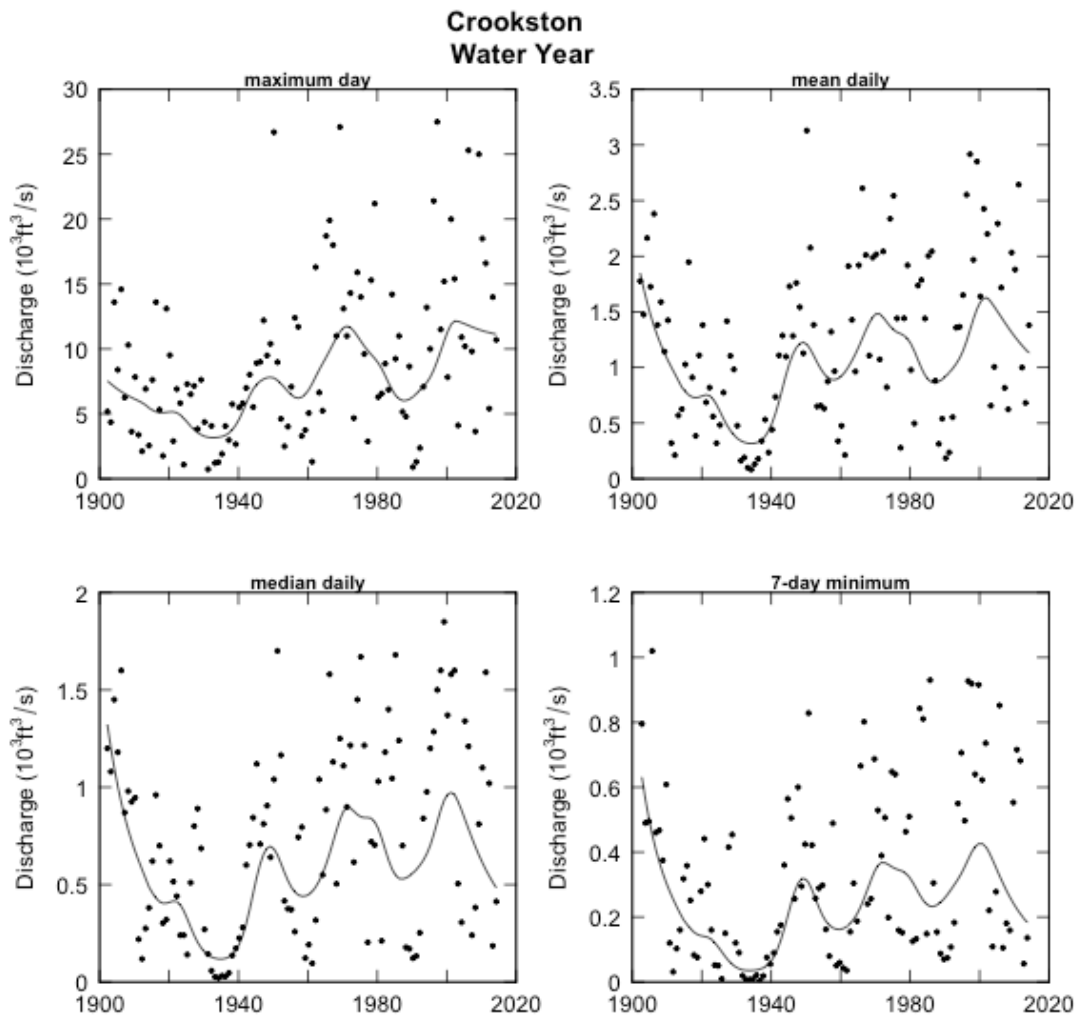 Crookston
Water Year
maximum day
30
25
20
15
10
5
0
Discharge (10³ft³/s)
1900 1940 1980 2020
mean daily
3.5
3
2.5
2
1.5
1
0.5
0
Discharge (10³ft³/s)
1900 1940 1980 2020
median daily
2
1.5
1
0.5
0
Discharge (10³ft³/s)
1900 1940 1980 2020
7-day minimum
1.2
1
0.8
0.6
0.4
0.2
0
Discharge (10³ft³/s)
1900 1940 1980 2020